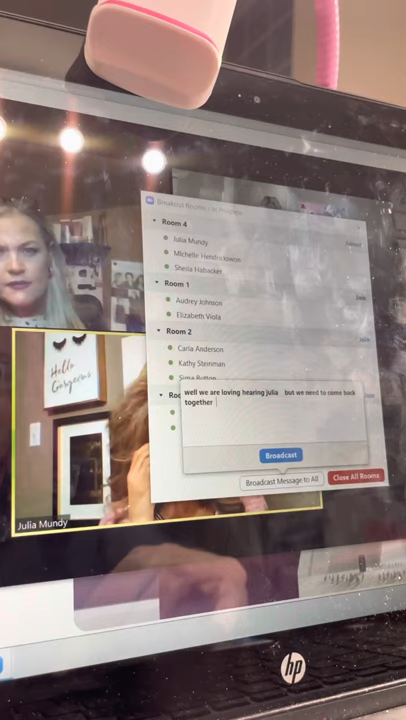 Breakout Rooms - In Progress
Room 4
Julia Mundy
Michelle Hendrickson
Sheila Habacker
Room 1
Join
Audrey Johnson
Elizabeth Viola
Room 2
Carla Anderson
Kathy Steinman
well we are loving hearing julia but we need to come back
together
Broadcast
Broadcast Message to All
Close All Rooms
Hello
Gorgeous
Julia Mundy
hp